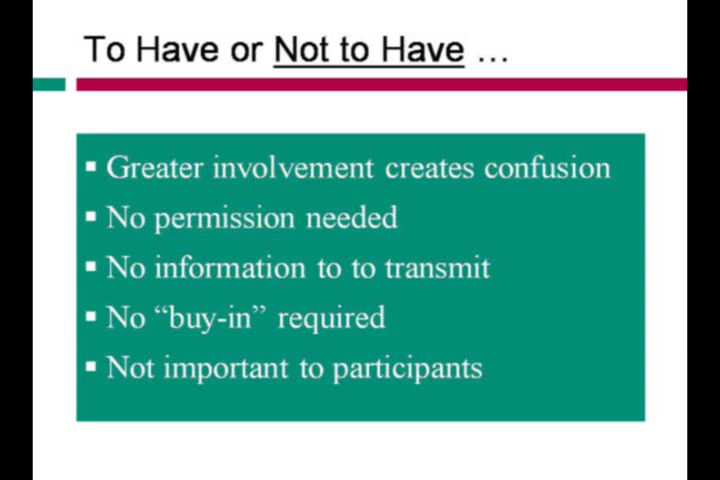 To Have or Not to Have …
▪ Greater involvement creates confusion
▪ No permission needed
▪ No information to to transmit
▪ No “buy-in” required
▪ Not important to participants